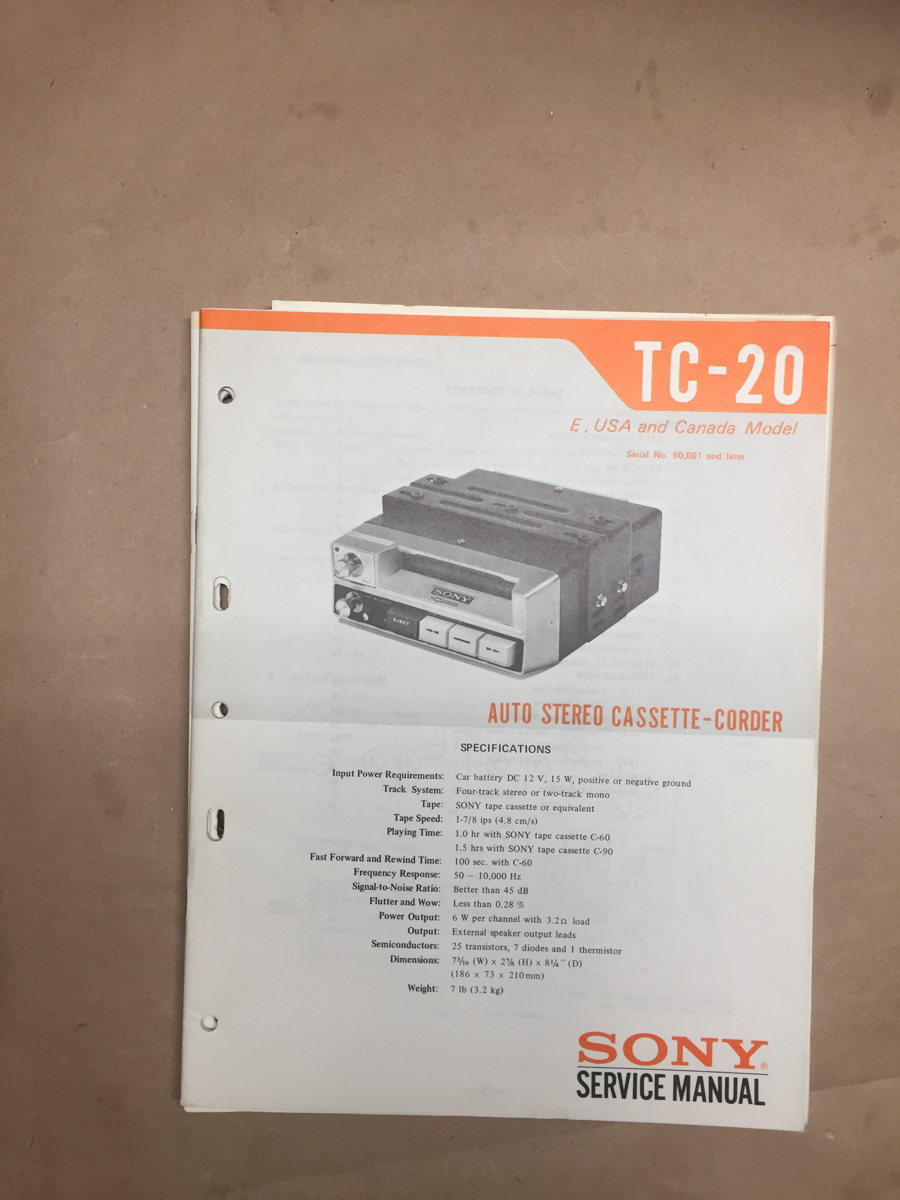 TC-20
E, USA and Canada Model
Serial No. 50,001 and later
SONY
EJECT
AUTO STEREO CASSETTE-CORDER
SPECIFICATIONS
Input Power Requirements: Car battery DC 12 V, 15 W, positive or negative ground
Track System: Four-track stereo or two-track mono
Tape: SONY tape cassette or equivalent
Tape Speed: 1-7/8 ips (4.8 cm/s)
Playing Time: 1.0 hr with SONY tape cassette C-60
1.5 hrs with SONY tape cassette C-90
Fast Forward and Rewind Time: 100 sec. with C-60
Frequency Response: 50 – 10,000 Hz
Signal-to-Noise Ratio: Better than 45 dB
Flutter and Wow: Less than 0.28 %
Power Output: 6 W per channel with 3.2Ω load
Output: External speaker output leads
Semiconductors: 25 transistors, 7 diodes and 1 thermistor
Dimensions: 7 3/16 (W) x 2 7/8 (H) x 8 1/4" (D)
(186 x 73 x 210mm)
Weight: 7 lb (3.2 kg)
SONY®
SERVICE MANUAL